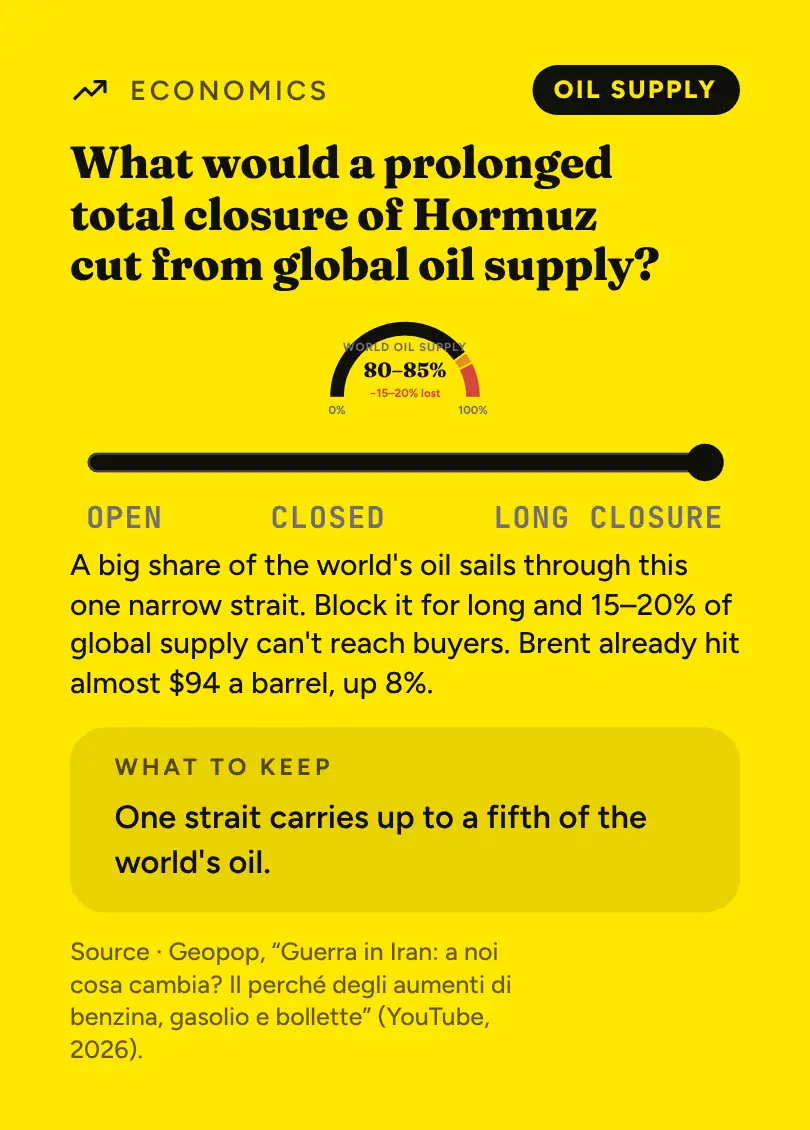 ECONOMICS
OIL SUPPLY
What would a prolonged
total closure of Hormuz
cut from global oil supply?
WORLD OIL SUPPLY
80–85%
−15–20% lost
0%
100%
OPEN
CLOSED
LONG CLOSURE
A big share of the world's oil sails through this
one narrow strait. Block it for long and 15–20% of
global supply can't reach buyers. Brent already hit
almost $94 a barrel, up 8%.
WHAT TO KEEP
One strait carries up to a fifth of the
world's oil.
Source · Geopop, “Guerra in Iran: a noi
cosa cambia? Il perché degli aumenti di
benzina, gasolio e bollette” (YouTube,
2026).